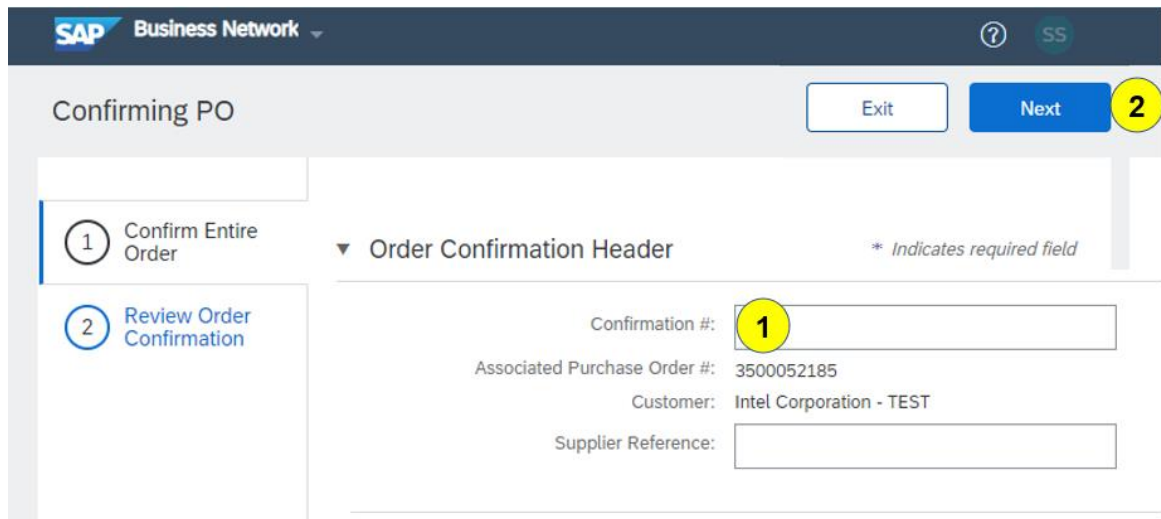 SAP Business Network
SS
Confirming PO
Exit
Next
2
1
Confirm Entire
Order
2
Review Order
Confirmation
▼ Order Confirmation Header
* Indicates required field
Confirmation #:
1
Associated Purchase Order #: 3500052185
Customer: Intel Corporation - TEST
Supplier Reference: